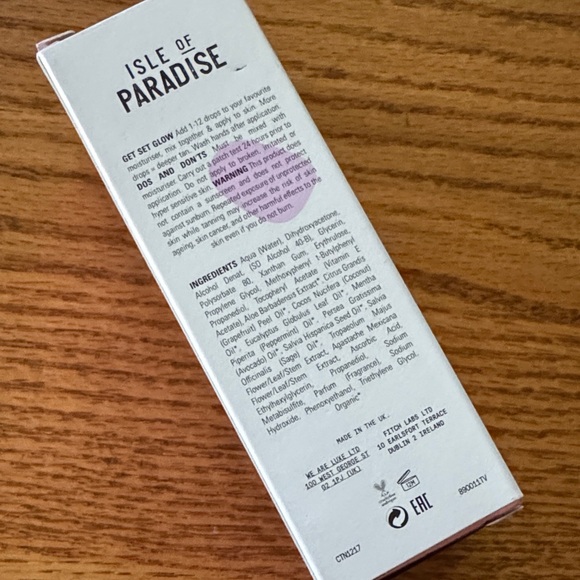 ISLE OF
PARADISE
GET SET GLOW Add 1-12 drops to your favourite
moisturiser, mix together & apply to skin. More
drops = deeper tan. Wash hands after application.
DOS AND DON'TS Must be mixed with
moisturiser. Carry out a patch test 24 hours prior to
application. Do not apply to broken, irritated or
hyper sensitive skin. WARNING This product does
not contain a sunscreen and does not protect
against sunburn. Repeated exposure of unprotected
skin while tanning may increase the risk of skin
ageing, skin cancer, and other harmful effects to the
skin even if you do not burn.
INGREDIENTS Aqua (Water), Dihydroxyacetone,
Alcohol Denat. (SD Alcohol 40-B), Glycerin,
Polysorbate 80, Xanthan Gum, Erythrulose,
Propylene Glycol, Methoxyphenyl t-Butylphenyl
Propanediol, Tocopheryl Acetate (Vitamin E
Acetate), Aloe Barbadensis Extract*, Citrus Grandis
(Grapefruit) Peel Oil*, Cocos Nucifera (Coconut)
Oil*, Eucalyptus Globulus Leaf Oil*, Mentha
Piperita (Peppermint) Oil*, Persea Gratissima
(Avocado) Oil*, Salvia Hispanica Seed Oil*, Salvia
Officinalis (Sage) Oil*, Tropaeolum Majus
Flower/Leaf/Stem Extract, Agastache Mexicana
Flower/Leaf/Stem Extract, Ascorbic Acid,
Ethylhexylglycerin, Propanediol, Sodium
Metabisulfite, Parfum (Fragrance), Sodium
Hydroxide, Phenoxyethanol, Triethylene Glycol.
Organic*
MADE IN THE UK.
WE ARE LUXE LTD
100 WEST GEORGE ST
G2 1PJ (UK)
FITCH LABS LTD
10 EARLSFORT TERRACE
DUBLIN 2 IRELAND
12M
EAC
CTN1217
890011TV